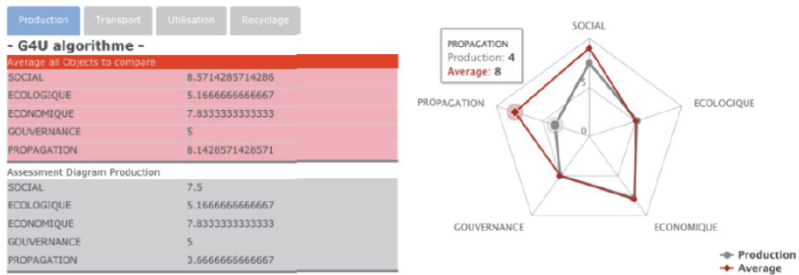 Production Transport Utilisation Recyclage
- G4U algorithme -
Average all Objects to compare
SOCIAL 8.5714285714286
ECOLOGIQUE 5.1666666666667
ECONOMIQUE 7.8333333333333
GOUVERNANCE 5
PROPAGATION 8.1428571428571
Assessment Diagram Production
SOCIAL 7.5
ECOLOGIQUE 5.1666666666667
ECONOMIQUE 7.8333333333333
GOUVERNANCE 5
PROPAGATION 3.6666666666667
SOCIAL
PROPAGATION
Production: 4
Average: 8
5
PROPAGATION
ECOLOGIQUE
0
GOUVERNANCE
ECONOMIQUE
Production
Average